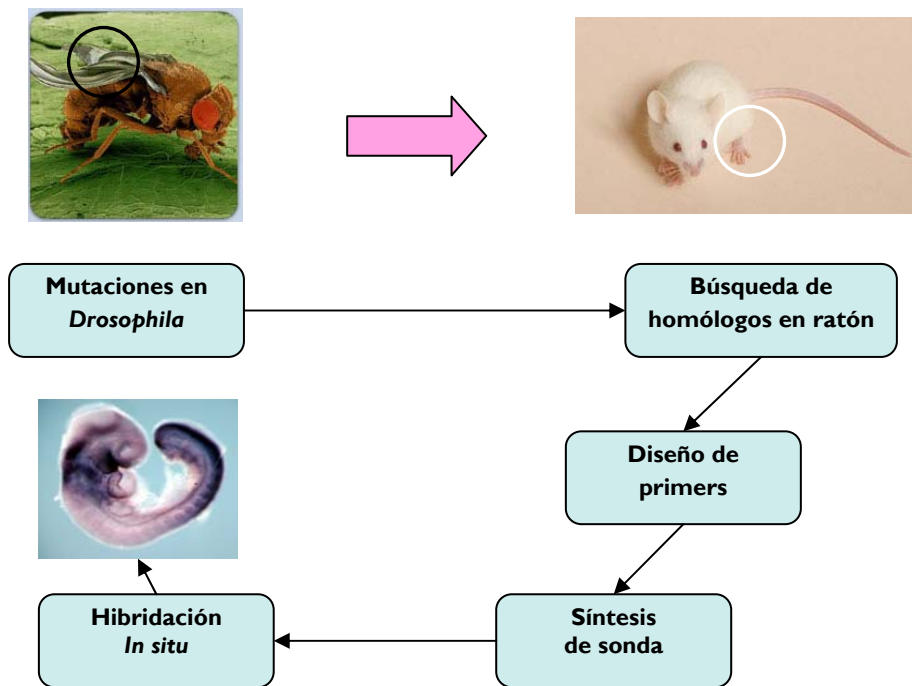 Mutaciones en
Drosophila
Búsqueda de
homólogos en ratón
Diseño de
primers
Síntesis
de sonda
Hibridación
In situ